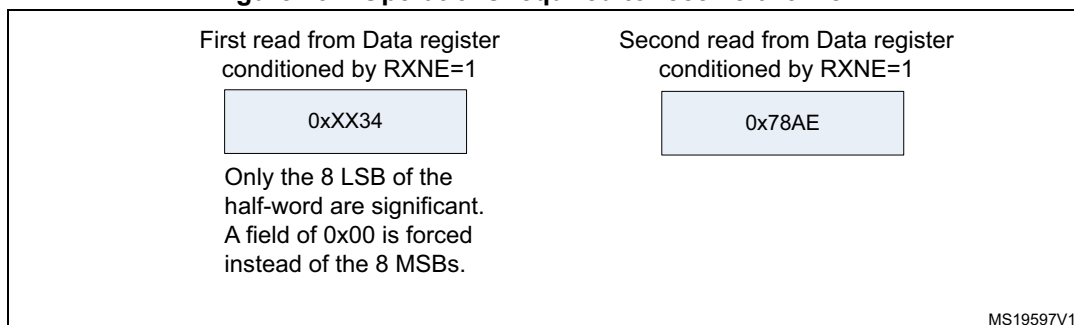 First read from Data register
conditioned by RXNE=1
0xXX34
Only the 8 LSB of the
half-word are significant.
A field of 0x00 is forced
instead of the 8 MSBs.
Second read from Data register
conditioned by RXNE=1
0x78AE
MS19597V1